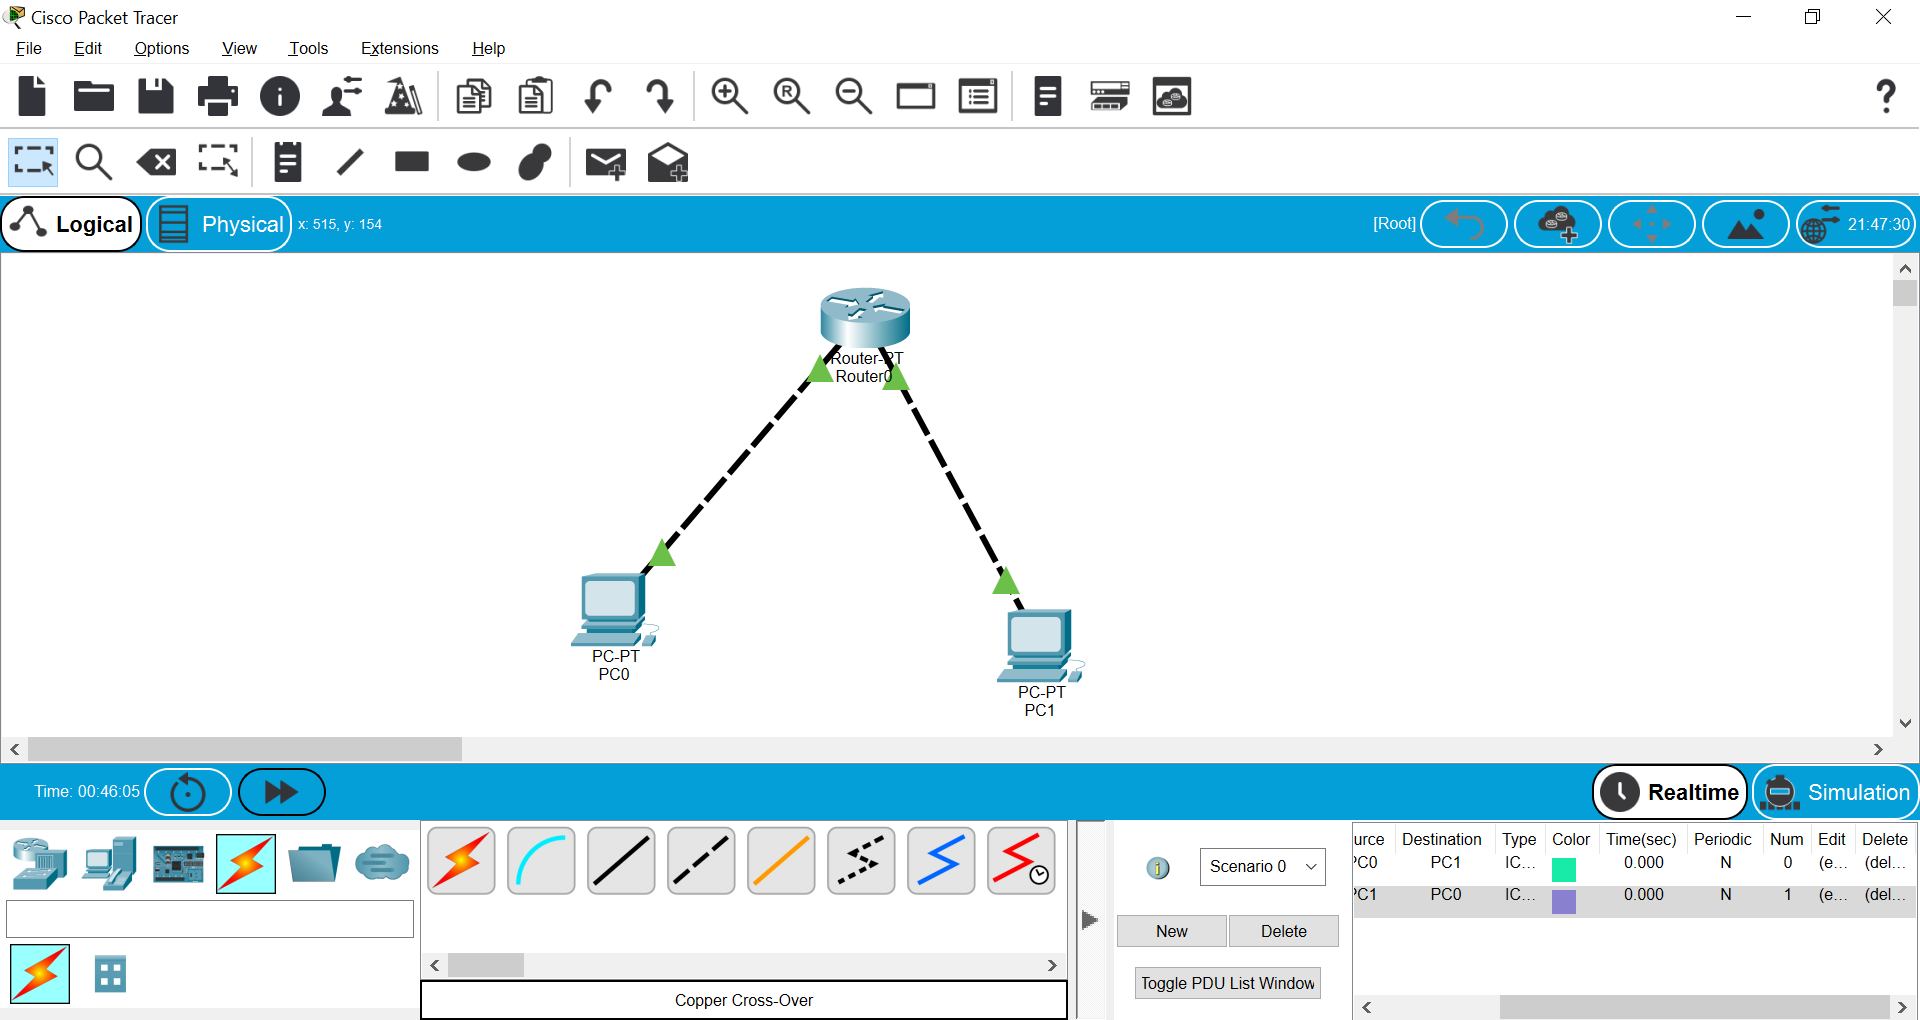 Cisco Packet Tracer
File Edit Options View Tools Extensions Help
Logical Physical x: 515, y: 154 [Root] 21:47:30
Router-PT
Router0
PC-PT
PC0
PC-PT
PC1
Time: 00:46:05 Realtime Simulation
urce Destination Type Color Time(sec) Periodic Num Edit Delete
PC0 PC1 IC... 0.000 N 0 (e... (del...
PC1 PC0 IC... 0.000 N 1 (e... (del...
Scenario 0
New Delete
Toggle PDU List Window
Copper Cross-Over